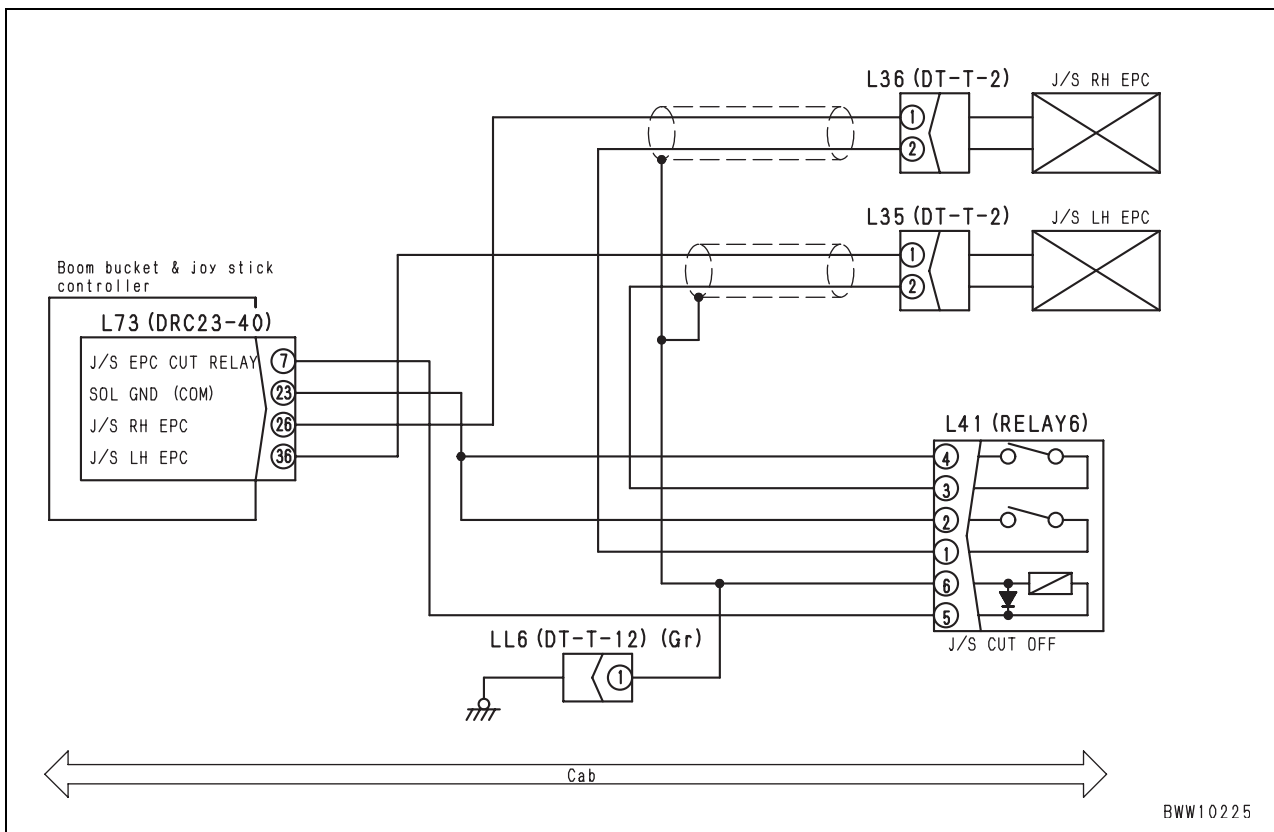 L36 (DT-T-2)
J/S RH EPC
1
2
L35 (DT-T-2)
J/S LH EPC
1
2
Boom bucket & joy stick
controller
L73 (DRC23-40)
J/S EPC CUT RELAY 7
SOL GND (COM) 23
J/S RH EPC 26
J/S LH EPC 36
L41 (RELAY6)
4
3
2
1
6
5
J/S CUT OFF
LL6 (DT-T-12) (Gr)
1
Cab
BWW10225